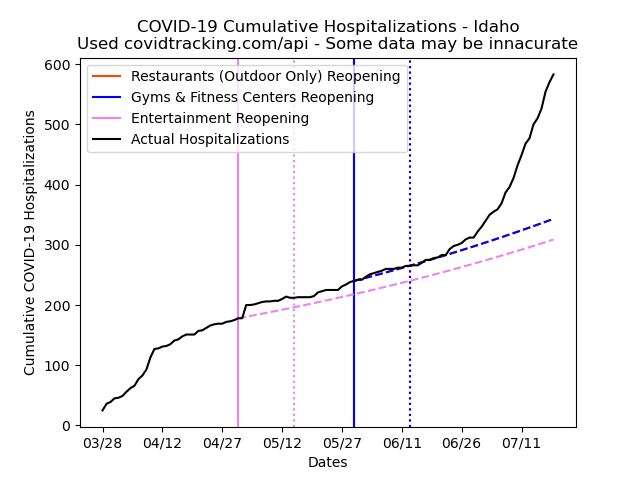 COVID-19 Cumulative Hospitalizations - Idaho
Used covidtracking.com/api - Some data may be innacurate
Restaurants (Outdoor Only) Reopening
Gyms & Fitness Centers Reopening
Entertainment Reopening
Actual Hospitalizations
Cumulative COVID-19 Hospitalizations
600
500
400
300
200
100
0
03/28 04/12 04/27 05/12 05/27 06/11 06/26 07/11
Dates